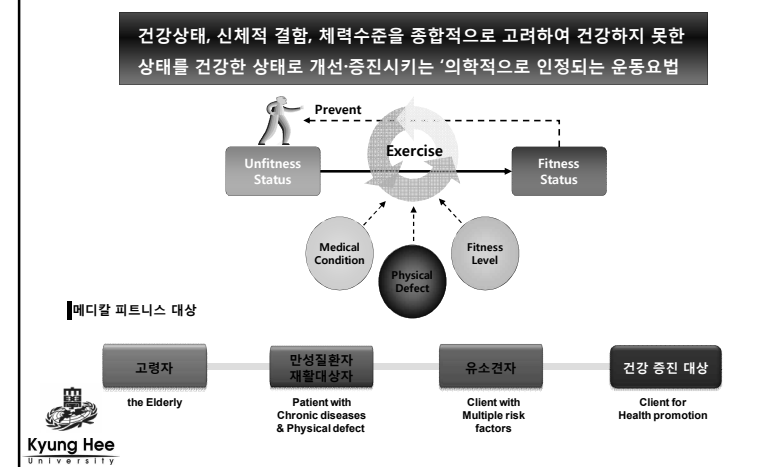 건강상태, 신체적 결함, 체력수준을 종합적으로 고려하여 건강하지 못한
상태를 건강한 상태로 개선·증진시키는 ‘의학적으로 인정되는 운동요법
Prevent
Exercise
Unfitness
Status
Fitness
Status
Medical
Condition
Physical
Defect
Fitness
Level
메디칼 피트니스 대상
고령자
만성질환자
재활대상자
유소견자
건강 증진 대상
the Elderly
Patient with
Chronic diseases
& Physical defect
Client with
Multiple risk
factors
Client for
Health promotion
Kyung Hee
University